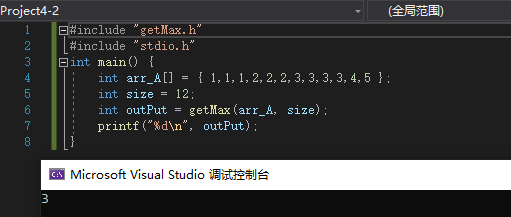 Project4-2
(全局范围)
1 #include "getMax.h"
2 #include "stdio.h"
3 int main() {
4 int arr_A[] = { 1,1,1,2,2,2,3,3,3,3,4,5 };
5 int size = 12;
6 int outPut = getMax(arr_A, size);
7 printf("%d\n", outPut);
8 }
C:\ Microsoft Visual Studio 调试控制台
3